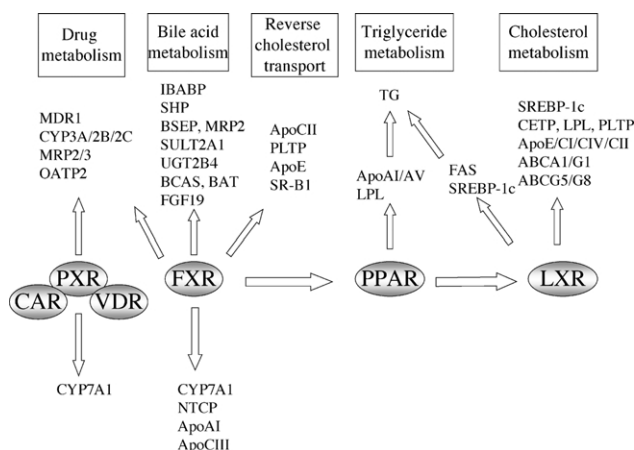 Drug
metabolism
Bile acid
metabolism
Reverse
cholesterol
transport
Triglyceride
metabolism
Cholesterol
metabolism
MDR1
CYP3A/2B/2C
MRP2/3
OATP2
IBABP
SHP
BSEP, MRP2
SULT2A1
UGT2B4
BCAS, BAT
FGF19
ApoCII
PLTP
ApoE
SR-B1
TG
ApoAI/AV
LPL
FAS
SREBP-1c
SREBP-1c
CETP, LPL, PLTP
ApoE/CI/CIV/CII
ABCA1/G1
ABCG5/G8
PXR
CAR
VDR
FXR
PPAR
LXR
CYP7A1
CYP7A1
NTCP
ApoAI
ApoCIII